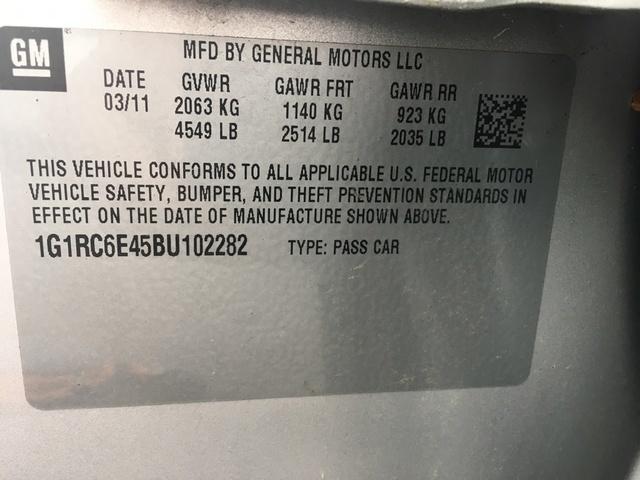 GM
MFD BY GENERAL MOTORS LLC
DATE GVWR GAWR FRT GAWR RR
03/11 2063 KG 1140 KG 923 KG
4549 LB 2514 LB 2035 LB
THIS VEHICLE CONFORMS TO ALL APPLICABLE U.S. FEDERAL MOTOR
VEHICLE SAFETY, BUMPER, AND THEFT PREVENTION STANDARDS IN
EFFECT ON THE DATE OF MANUFACTURE SHOWN ABOVE.
1G1RC6E45BU102282 TYPE: PASS CAR